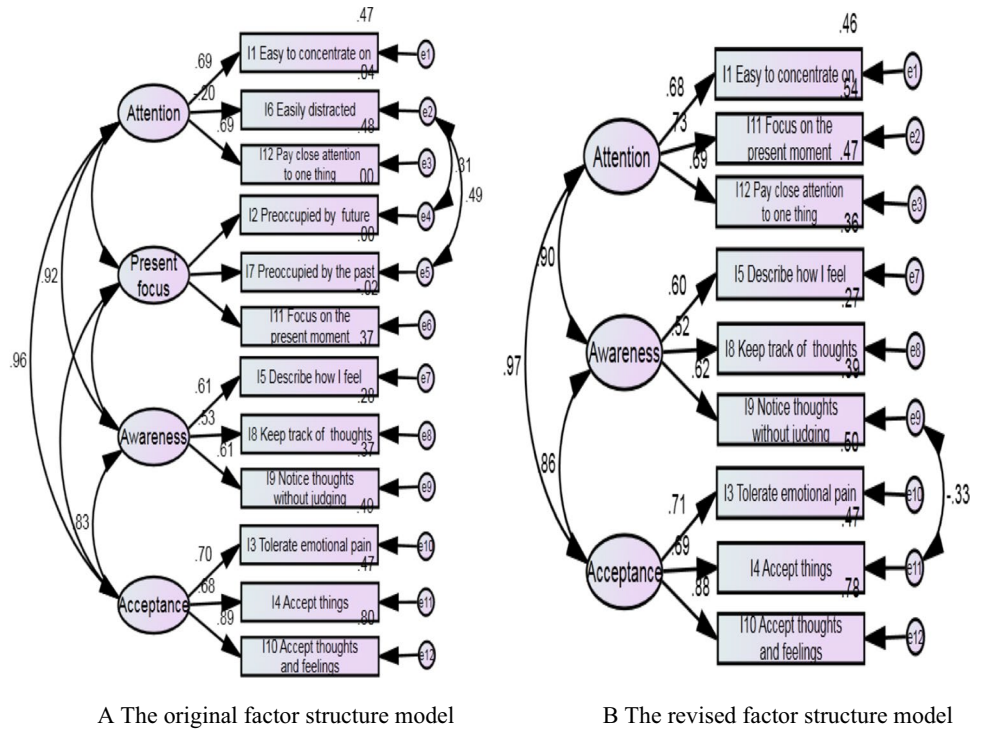 .47
I1 Easy to concentrate on
.69
.04
-.20
Attention
I6 Easily distracted
.69
.48
e1
e2
I12 Pay close attention
to one thing
e3
.00
.31
.49
I2 Preoccupied by future
e4
.00
Present
focus
I7 Preoccupied by the past
e5
-.02
.92
I11 Focus on the
present moment
e6
.37
.96
.61
I5 Describe how I feel
e7
.28
.53
Awareness
I8 Keep track of thoughts
e8
.61
.37
I9 Notice thoughts
without judging
e9
.49
.83
.70
I3 Tolerate emotional pain
e10
.47
.68
Acceptance
I4 Accept things
e11
.89
.80
I10 Accept thoughts
and feelings
e12
A The original factor structure model
.46
I1 Easy to concentrate on
e1
.68
.54
.73
Attention
I11 Focus on the
present moment
e2
.47
.69
I12 Pay close attention
to one thing
e3
.36
.90
.60
I5 Describe how I feel
e7
.27
.52
Awareness
I8 Keep track of thoughts
e8
.97
.62
.39
I9 Notice thoughts
without judging
e9
.50
.86
.71
I3 Tolerate emotional pain
e10
-.33
.47
.69
Acceptance
I4 Accept things
e11
.88
.78
I10 Accept thoughts
and feelings
e12
B The revised factor structure model